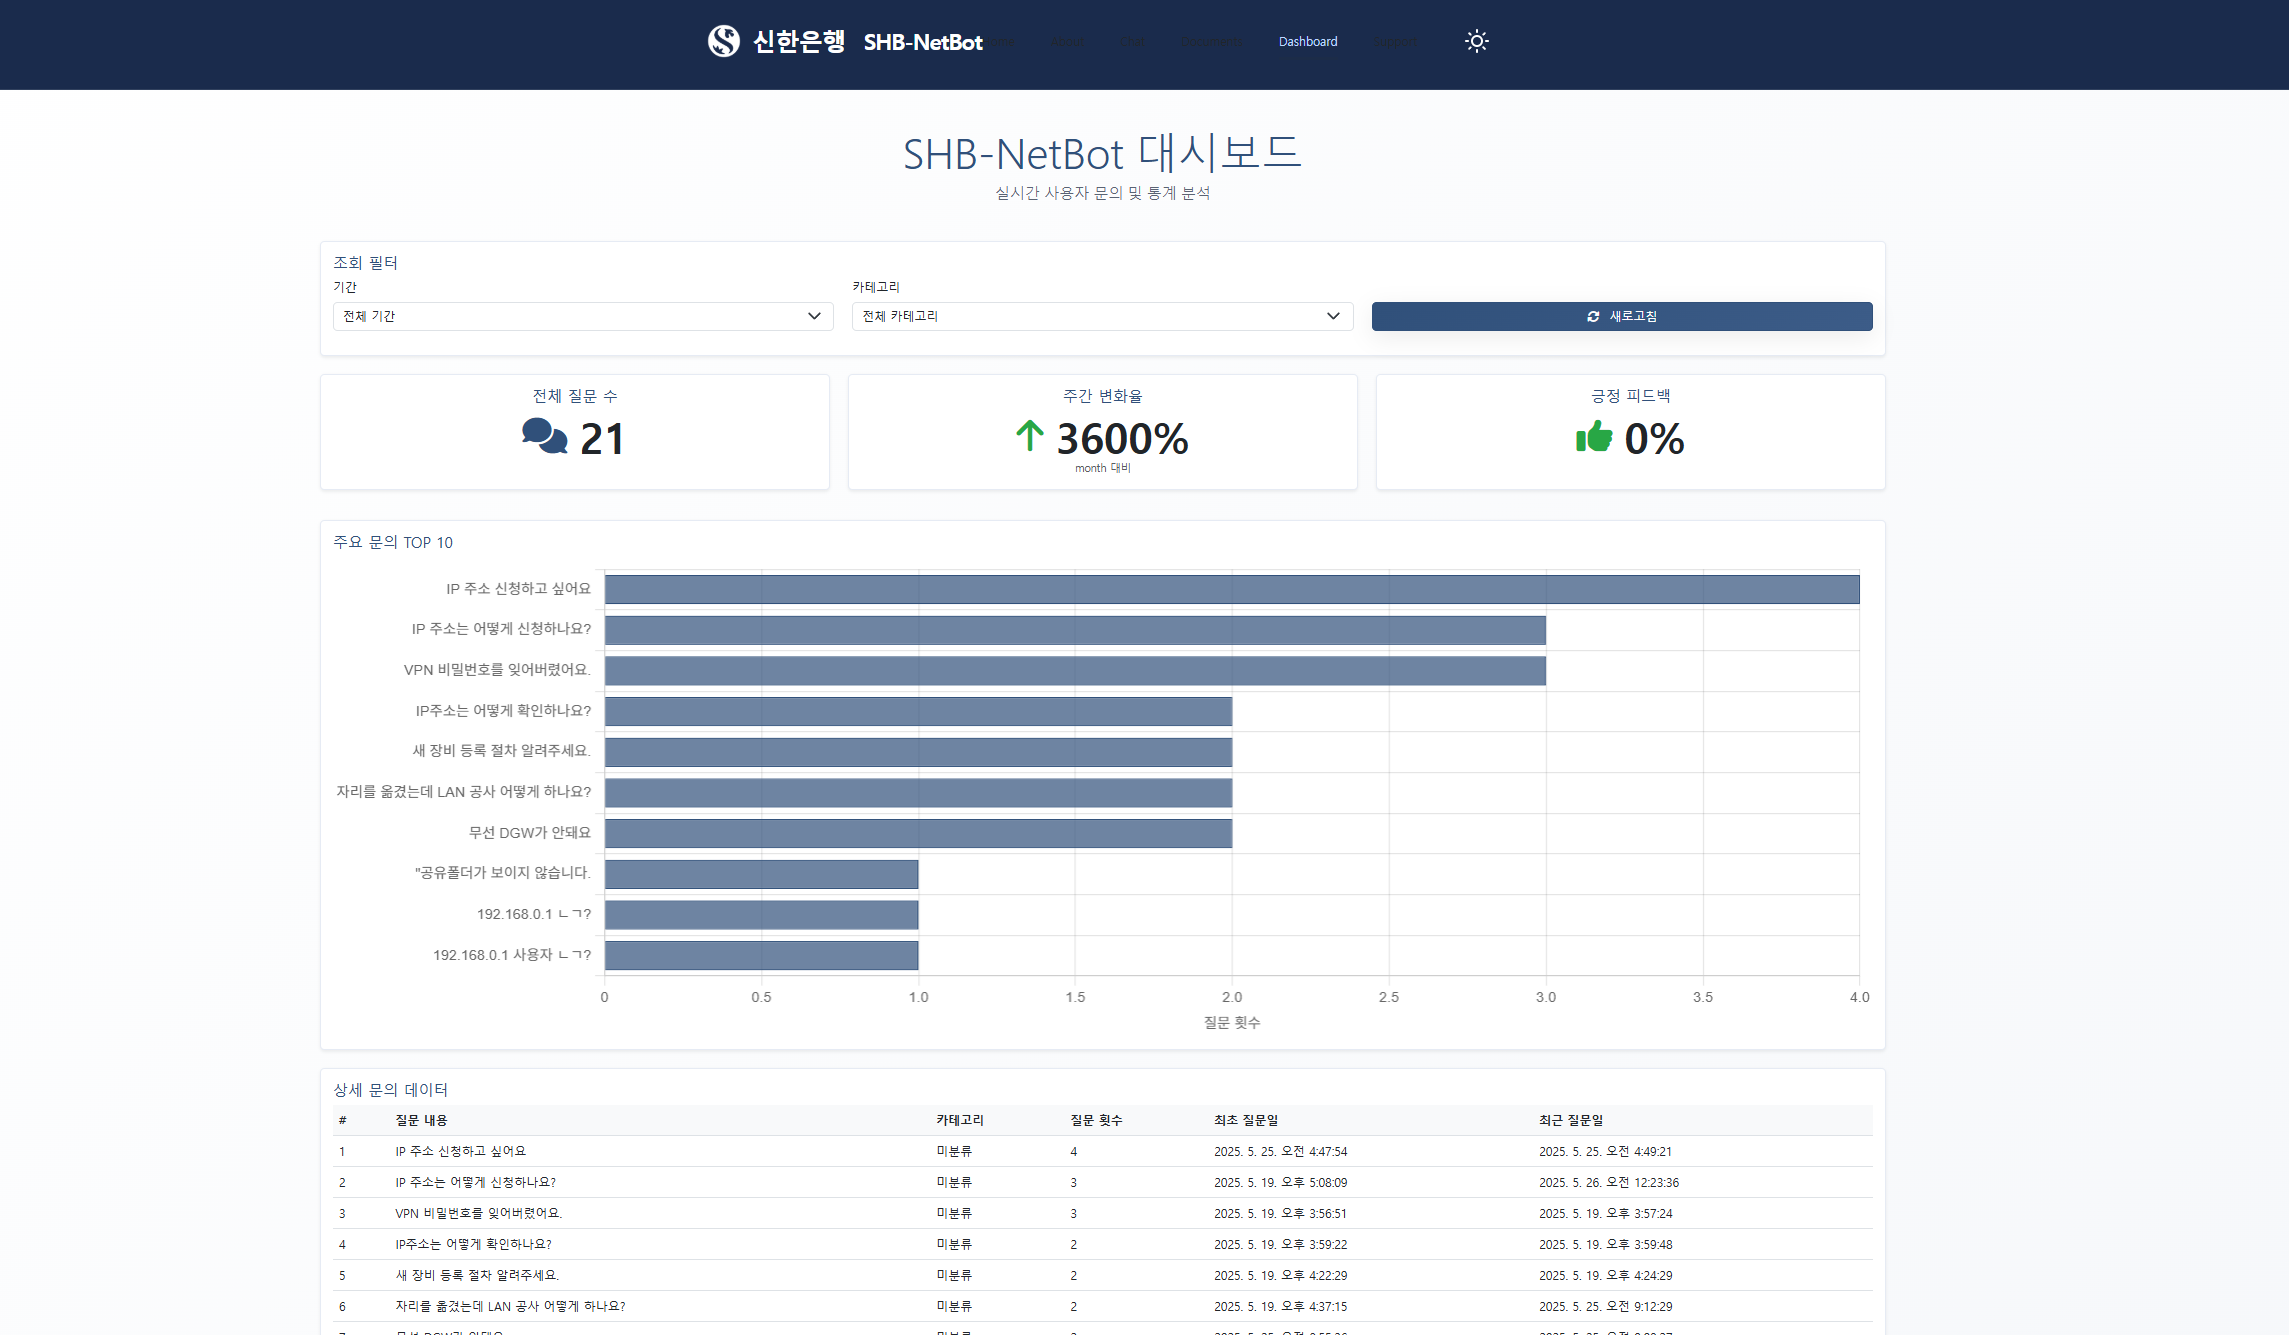 신한은행 SHB-NetBot Home About Chat Documents Dashboard Support
SHB-NetBot 대시보드
실시간 사용자 문의 및 통계 분석
조회 필터
기간
전체 기간
카테고리
전체 카테고리
새로고침
전체 질문 수
21
주간 변화율
3600%
month 대비
긍정 피드백
0%
주요 문의 TOP 10
IP 주소 신청하고 싶어요
IP 주소는 어떻게 신청하나요?
VPN 비밀번호를 잊어버렸어요.
IP주소는 어떻게 확인하나요?
새 장비 등록 절차 알려주세요.
자리를 옮겼는데 LAN 공사 어떻게 하나요?
무선 DGW가 안돼요
"공유폴더가 보이지 않습니다.
192.168.0.1 ㄴㄱ?
192.168.0.1 사용자 ㄴㄱ?
0 0.5 1.0 1.5 2.0 2.5 3.0 3.5 4.0
질문 횟수
상세 문의 데이터
# 질문 내용 카테고리 질문 횟수 최초 질문일 최근 질문일
1 IP 주소 신청하고 싶어요 미분류 4 2025. 5. 25. 오전 4:47:54 2025. 5. 25. 오전 4:49:21
2 IP 주소는 어떻게 신청하나요? 미분류 3 2025. 5. 19. 오후 5:08:09 2025. 5. 26. 오전 12:23:36
3 VPN 비밀번호를 잊어버렸어요. 미분류 3 2025. 5. 19. 오후 3:56:51 2025. 5. 19. 오후 3:57:24
4 IP주소는 어떻게 확인하나요? 미분류 2 2025. 5. 19. 오후 3:59:22 2025. 5. 19. 오후 3:59:48
5 새 장비 등록 절차 알려주세요. 미분류 2 2025. 5. 19. 오후 4:22:29 2025. 5. 19. 오후 4:24:29
6 자리를 옮겼는데 LAN 공사 어떻게 하나요? 미분류 2 2025. 5. 19. 오후 4:37:15 2025. 5. 25. 오전 9:12:29